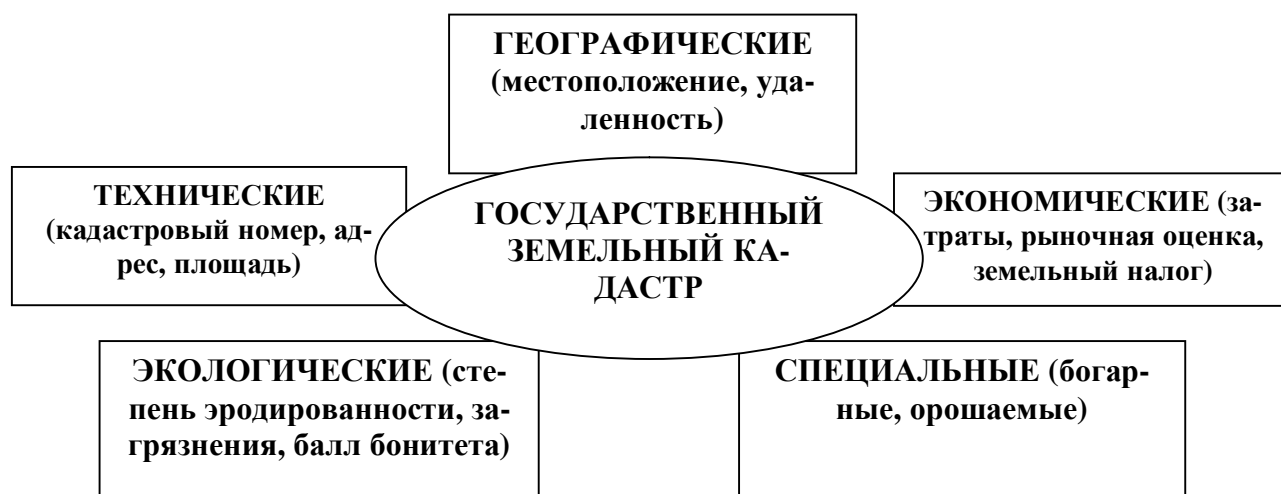 ГЕОГРАФИЧЕСКИЕ
(местоположение, уда-
ленность)
ТЕХНИЧЕСКИЕ
(кадастровый номер, ад-
рес, площадь)
ГОСУДАРСТВЕННЫЙ
ЗЕМЕЛЬНЫЙ КА-
ДАСТР
ЭКОНОМИЧЕСКИЕ (за-
траты, рыночная оценка,
земельный налог)
ЭКОЛОГИЧЕСКИЕ (сте-
пень эродированности, за-
грязнения, балл бонитета)
СПЕЦИАЛЬНЫЕ (богар-
ные, орошаемые)